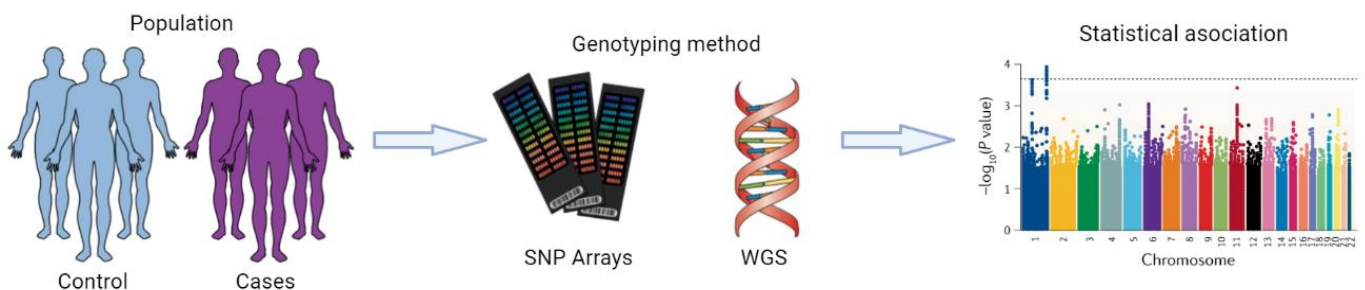 Population
Control
Cases
Genotyping method
SNP Arrays
WGS
Statistical asociation
4
3
2
1
0
−log10(P value)
1 2 3 4 5 6 7 8 9 10 11 12 13 14 15 16 17 18 19 20 21 22
Chromosome